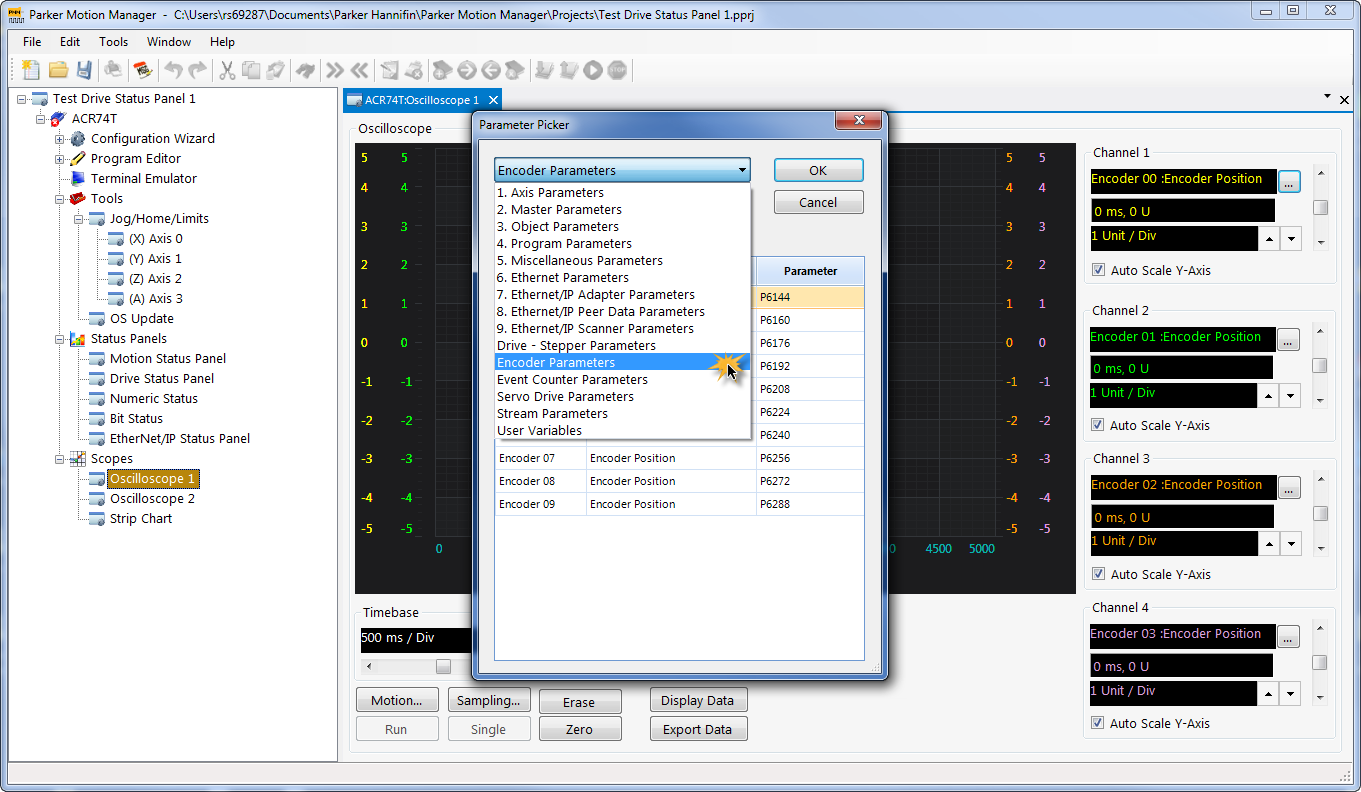 Parker Motion Manager - C:\Users\rs69287\Documents\Parker Hannifin\Parker Motion Manager\Projects\Test Drive Status Panel 1.pprj
File Edit Tools Window Help
STOP
Test Drive Status Panel 1
ACR74T
Configuration Wizard
Program Editor
Terminal Emulator
Tools
Jog/Home/Limits
(X) Axis 0
(Y) Axis 1
(Z) Axis 2
(A) Axis 3
OS Update
Status Panels
Motion Status Panel
Drive Status Panel
Numeric Status
Bit Status
EtherNet/IP Status Panel
Scopes
Oscilloscope 1
Oscilloscope 2
Strip Chart
ACR74T:Oscilloscope 1
Oscilloscope
5 5
4 4
3 3
2 2
1 1
0 0
-1 -1
-2 -2
-3 -3
-4 -4
-5 -5
0
Parameter Picker
Encoder Parameters
OK
Cancel
1. Axis Parameters
2. Master Parameters
3. Object Parameters
4. Program Parameters
5. Miscellaneous Parameters
6. Ethernet Parameters
7. Ethernet/IP Adapter Parameters
8. Ethernet/IP Peer Data Parameters
9. Ethernet/IP Scanner Parameters
Drive - Stepper Parameters
Encoder Parameters
Event Counter Parameters
Servo Drive Parameters
Stream Parameters
User Variables
Parameter
P6144
P6160
P6176
P6192
P6208
P6224
P6240
Encoder 07 Encoder Position P6256
Encoder 08 Encoder Position P6272
Encoder 09 Encoder Position P6288
5 5
4 4
3 3
2 2
1 1
0 0
-1 -1
-2 -2
-3 -3
-4 -4
-5 -5
0 4500 5000
Timebase
500 ms / Div
Motion... Sampling... Erase Display Data
Run Single Zero Export Data
Channel 1
Encoder 00 :Encoder Position ...
0 ms, 0 U
1 Unit / Div
Auto Scale Y-Axis
Channel 2
Encoder 01 :Encoder Position ...
0 ms, 0 U
1 Unit / Div
Auto Scale Y-Axis
Channel 3
Encoder 02 :Encoder Position ...
0 ms, 0 U
1 Unit / Div
Auto Scale Y-Axis
Channel 4
Encoder 03 :Encoder Position ...
0 ms, 0 U
1 Unit / Div
Auto Scale Y-Axis